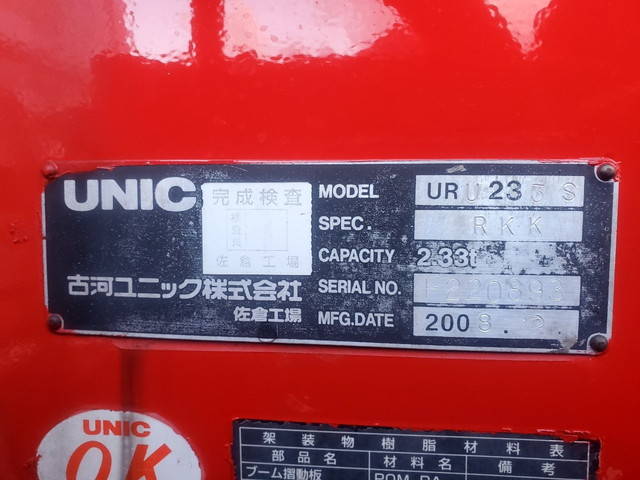 UNIC
完成検査
佐倉工場
古河ユニック株式会社
佐倉工場
MODEL URU235S
SPEC. RKK
CAPACITY 2.33t
SERIAL NO.
MFG.DATE 2008.
UNIC
OK
架装物樹脂材料表
部品名 材料名 備考
ブーム摺動板